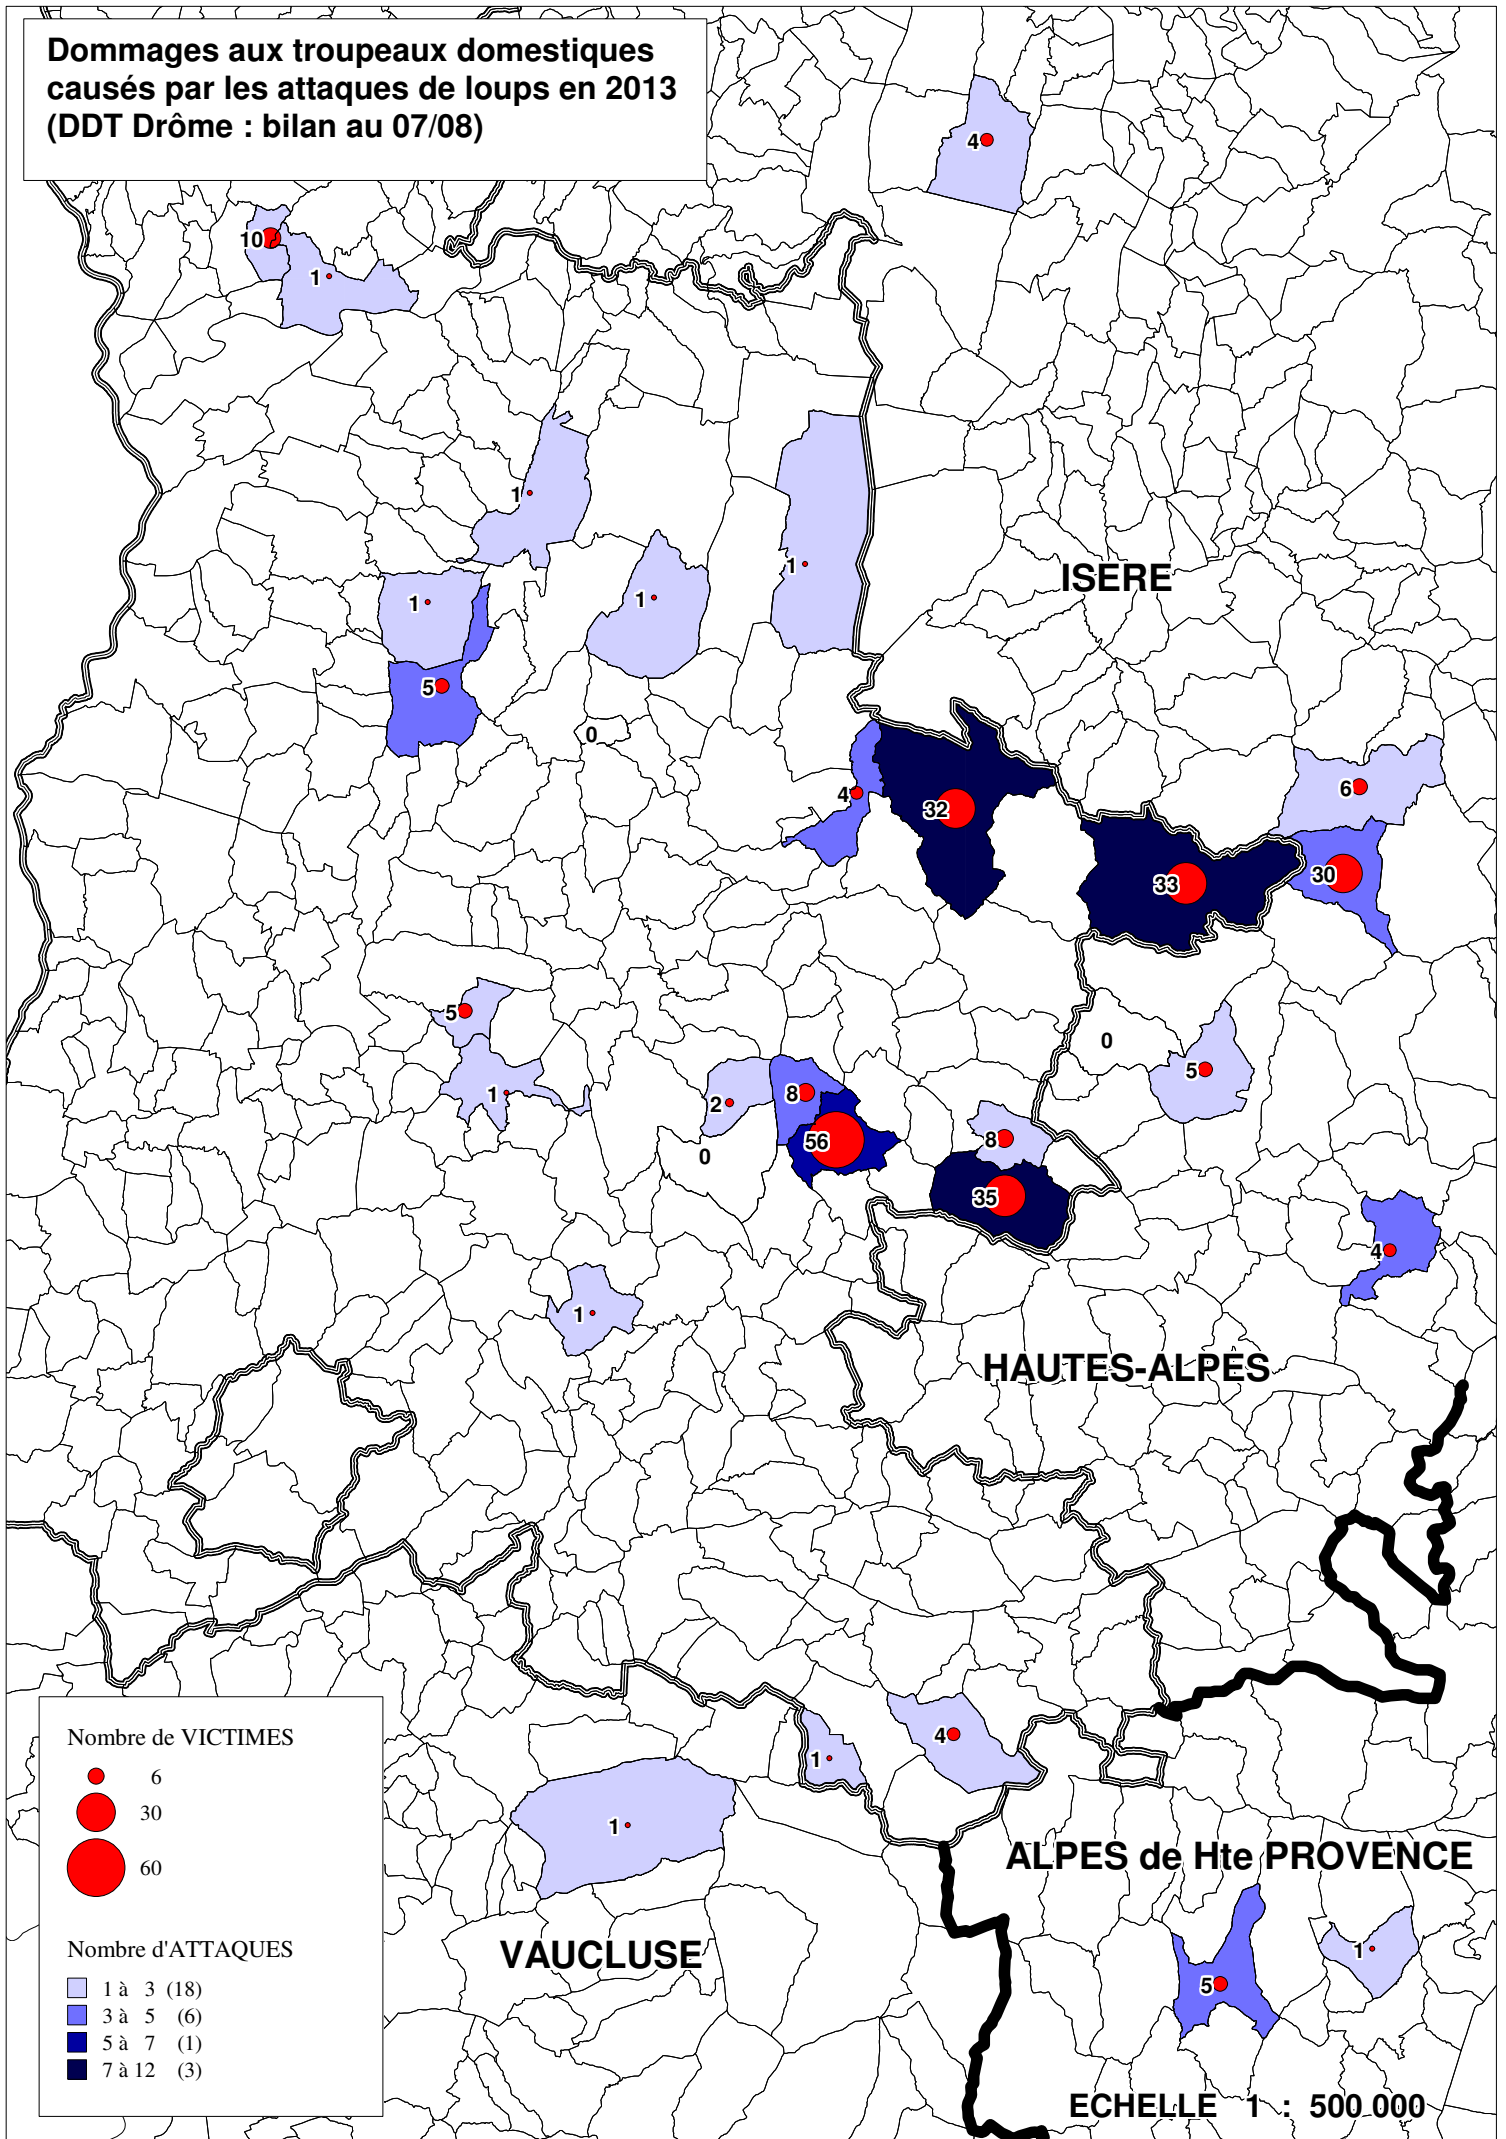 Dommages aux troupeaux domestiques
causés par les attaques de loups en 2013
(DDT Drôme : bilan au 07/08)
4
10
1
1
1
ISERE
1
1
5
0
6
4
32
30
33
5
0
5
1
2
8
8
56
0
35
4
1
HAUTES-ALPES
Nombre de VICTIMES
6
30
60
4
1
1
ALPES de Hte PROVENCE
Nombre d'ATTAQUES
1 à 3 (18)
3 à 5 (6)
5 à 7 (1)
7 à 12 (3)
VAUCLUSE
1
5
ECHELLE 1 : 500 000